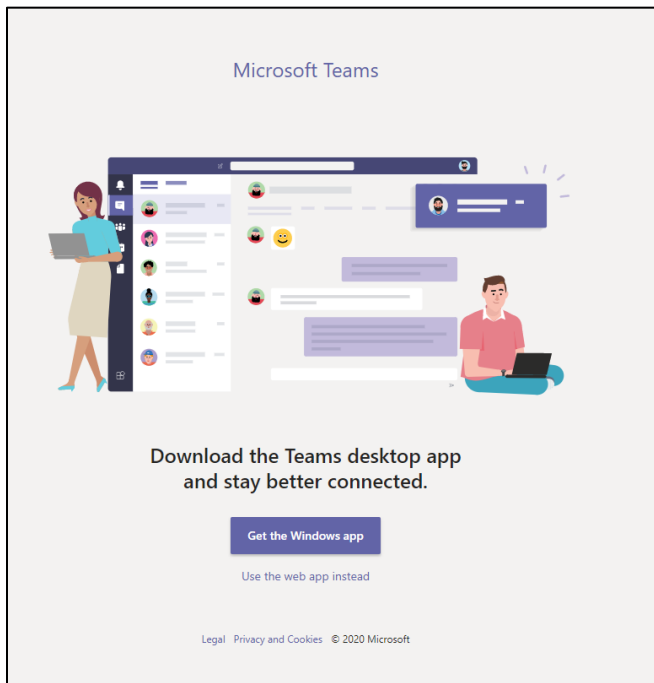 Microsoft Teams
Download the Teams desktop app
and stay better connected.
Get the Windows app
Use the web app instead
Legal Privacy and Cookies © 2020 Microsoft